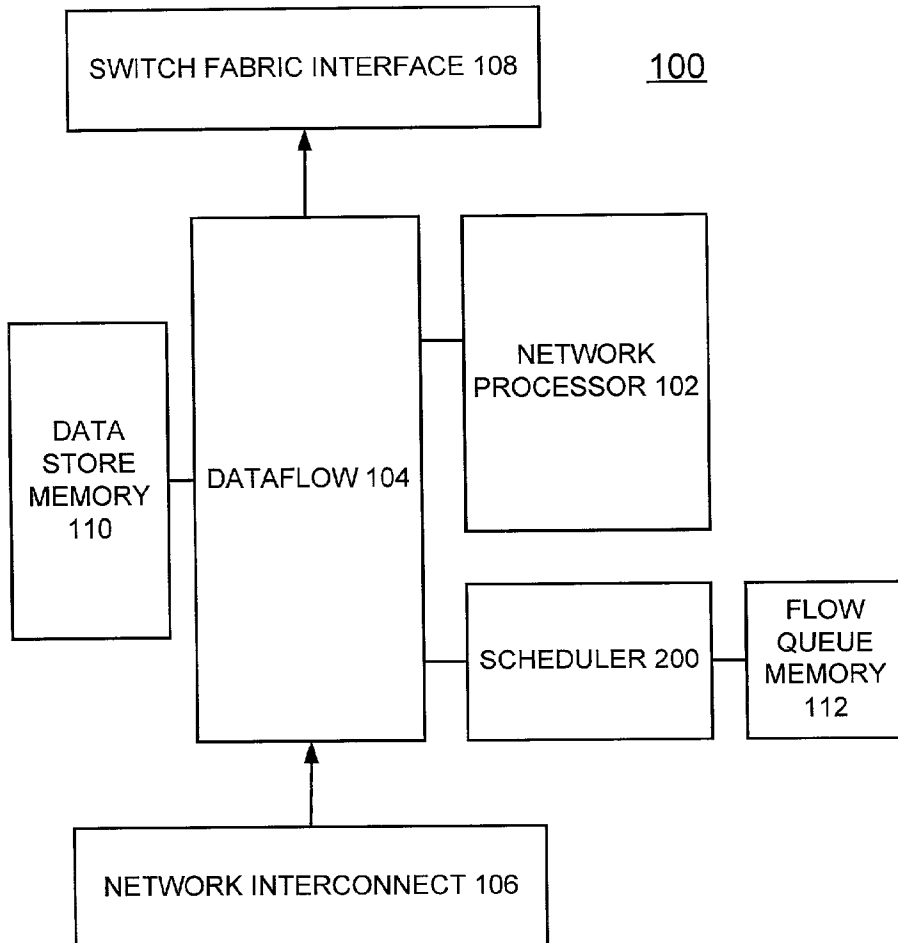 SWITCH FABRIC INTERFACE 108
100
NETWORK
PROCESSOR 102
DATA
STORE
MEMORY
110
DATAFLOW 104
SCHEDULER 200
FLOW
QUEUE
MEMORY
112
NETWORK INTERCONNECT 106